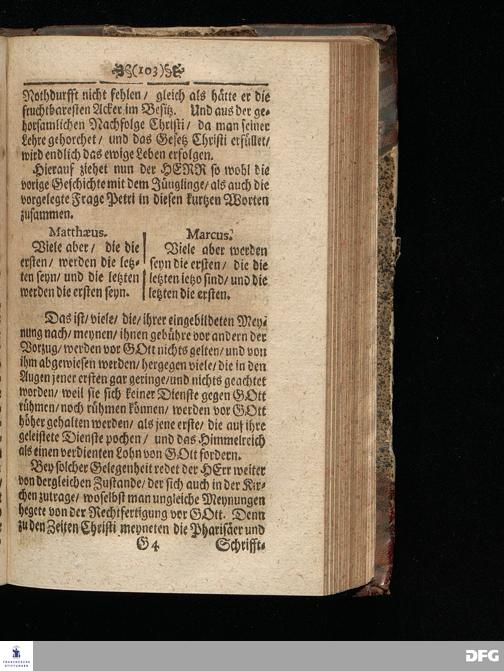 (103)
Nothdurfft nicht fehlen/ gleich als hätte er die
fruchtbaresten Acker im Besitz. Und aus der ge-
horsamlichen Nachfolge Christi/ da man seiner
Lehre gehorchet/ und das Gesetz Christi erfüllet/
wird endlich das ewige Leben erfolgen.
Hierauf ziehet nun der HERR so wohl die
vorige Geschichte mit dem Jünglinge/ als auch die
vorgelegte Frage Petri in diesen kurtzen Worten
zusammen.
Matthæus.
Viele aber/ die die
ersten/ werden die letz-
ten seyn/ und die letzten
werden die ersten seyn.
Marcus.
Viele aber werden
seyn die ersten/ die die
letzten ietzo sind/ und die
letzten die ersten.
Das ist/ viele/ die/ ihrer eingebildeten Mey-
nung nach/ meynen/ ihnen gebühre vor andern der
Vorzug/ werden vor GOtt nichts gelten/ und von
ihm abgewiesen werden/ hergegen viele/ die in den
Augen jener ersten gar geringe/ und nichts geachtet
worden/ weil sie sich keiner Dienste gegen GOtt
rühmen/ noch rühmen können/ werden vor GOtt
höher gehalten werden/ als jene erste/ die auf ihre
geleistete Dienste pochen/ und das Himmelreich
als einen verdienten Lohn von GOtt fordern.
Bey solcher Gelegenheit redet der HErr weiter
von dergleichen Zustande/ der sich auch in der Kir-
chen zutrage/ woselbst man ungleiche Meynungen
hegete von der Rechtfertigung vor GOtt. Denn
zu den Zeiten Christi meyneten die Pharisäer und
G4 Schrifft-
FRANCKESCHE
STIFTUNGEN
DFG